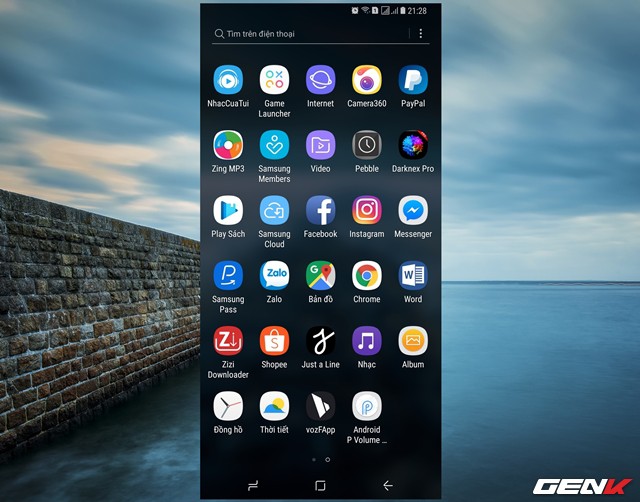 21:28
Tìm trên điện thoại
NhacCuaTui
Game
Launcher
Internet
Camera360
PayPal
Zing MP3
Samsung
Members
Video
Pebble
Darknex Pro
Play Sách
Samsung
Cloud
Facebook
Instagram
Messenger
Samsung
Pass
Zalo
Zalo
Bản đồ
Chrome
Word
Zizi
Downloader
Shopee
Just a Line
Nhạc
Album
Đồng hồ
Thời tiết
vozFApp
Android
P Volume ...
GENK